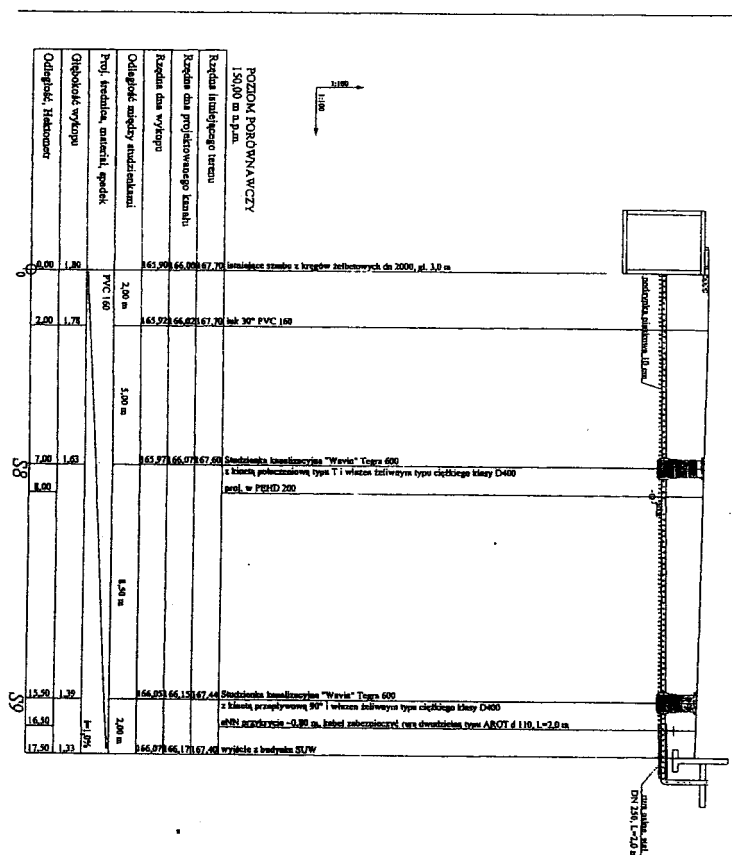 1:100
1:100
POZIOM PORÓWNAWCZY
150,00 m n.p.m.
Rzędna istniejącego terenu
Rzędna dna projektowanego kanału
Rzędna dna wykopu
Odległość między studzienkami
Proj. średnica, materiał, spadek
Głębokość wykopu
Odległość, Hektometr
167,70
166,00
165,90
1,80
0,00
istniejące szambo z kręgów żelbetowych dn 2000, gł. 3,0 m
2,00 m
PVC 160
167,70
166,02
165,92
1,78
2,00
łuk 30° PVC 160
5,00 m
167,60
166,07
165,97
1,63
7,00
S8
Studzienka kanalizacyjna "Wavin" Tegra 600
z kinetą połączeniową typu T i włazem żeliwnym typu ciężkiego klasy D400
8,00
proj. w PEHD 200
8,50 m
167,44
166,15
166,05
1,39
15,50
S9
Studzienka kanalizacyjna "Wavin" Tegra 600
z kinetą przepływową 90° i włazem żeliwnym typu ciężkiego klasy D400
2,00 m
i=1,0%
16,50
eNN przykrycie ~0,80 m, kabel zabezpieczyć rurą dwudzielną typu AROT d 110, L=2,0 m
167,40
166,17
166,07
1,33
17,50
wyjście z budynku SUW
podsypka piaskowa 10 cm
DN 250, L=2,0 m